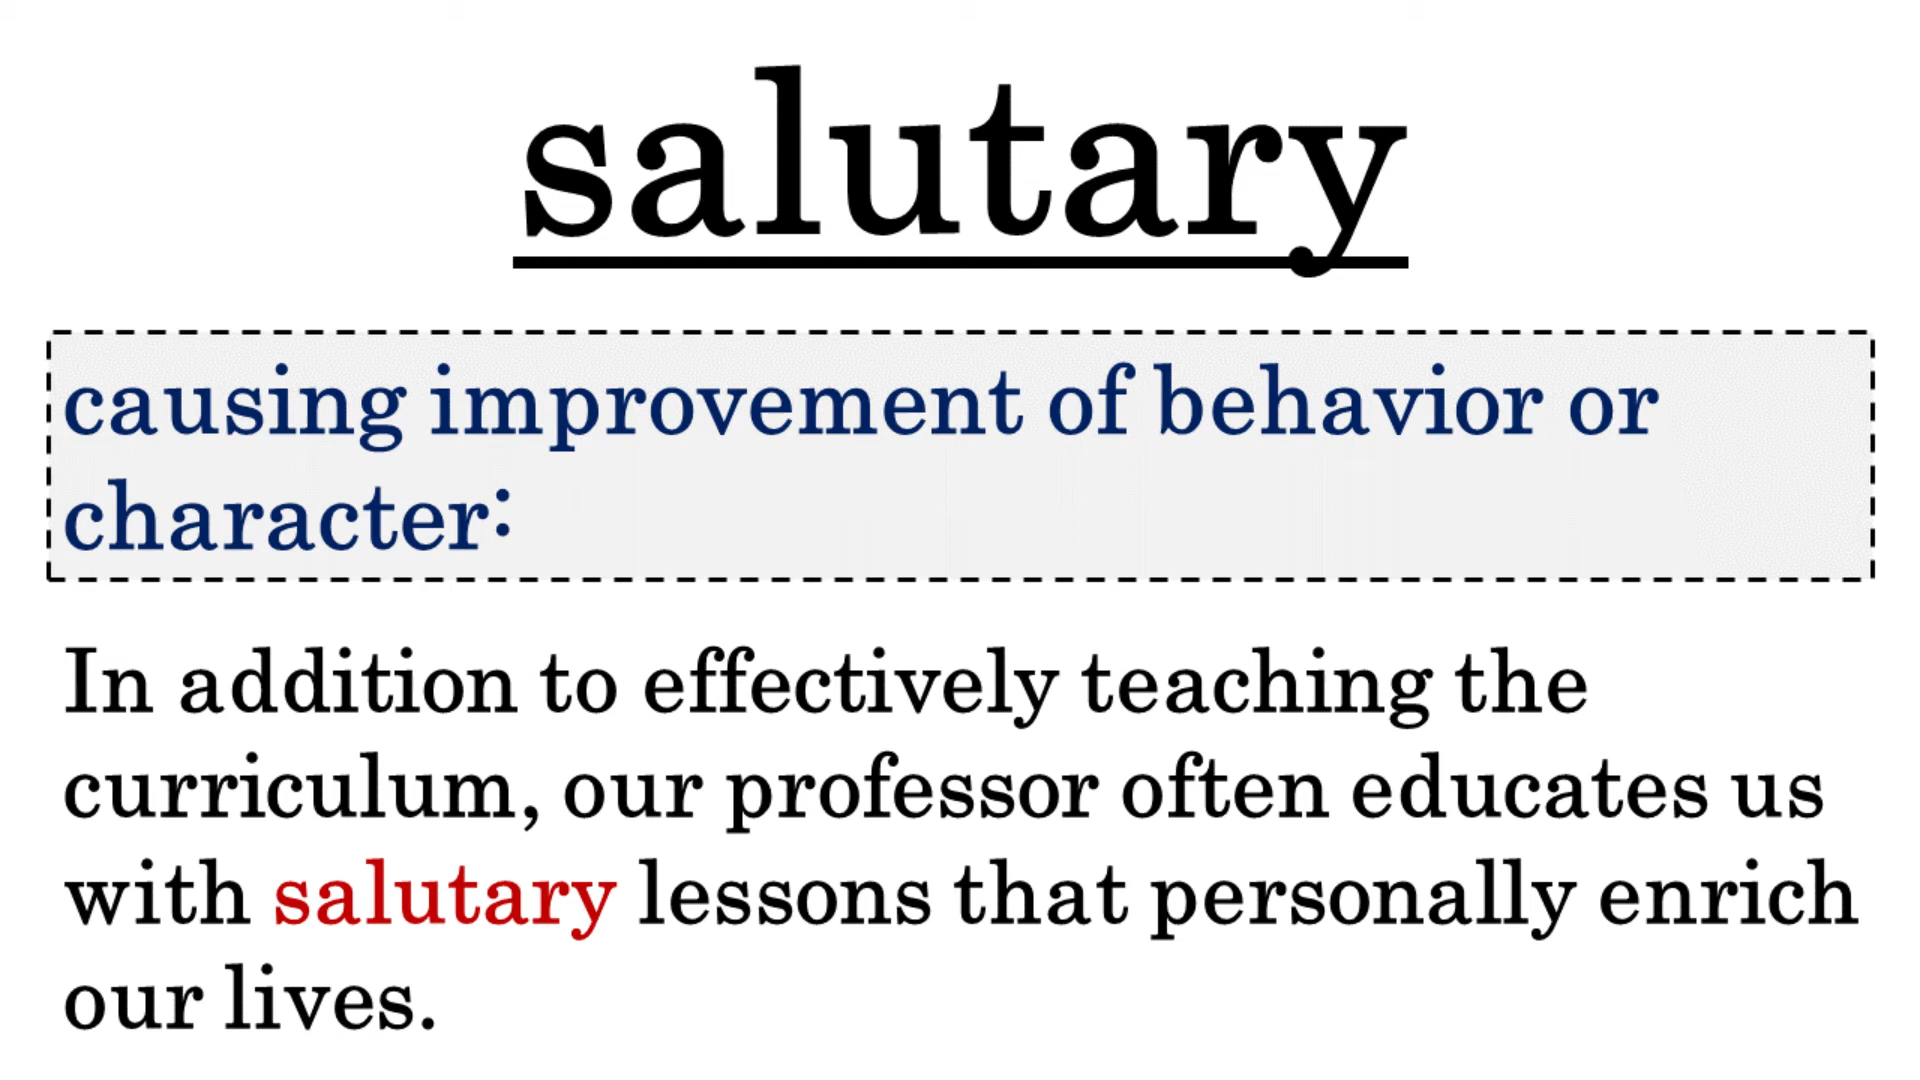 salutary
causing improvement of behavior or
character:
In addition to effectively teaching the
curriculum, our professor often educates us
with salutary lessons that personally enrich
our lives.